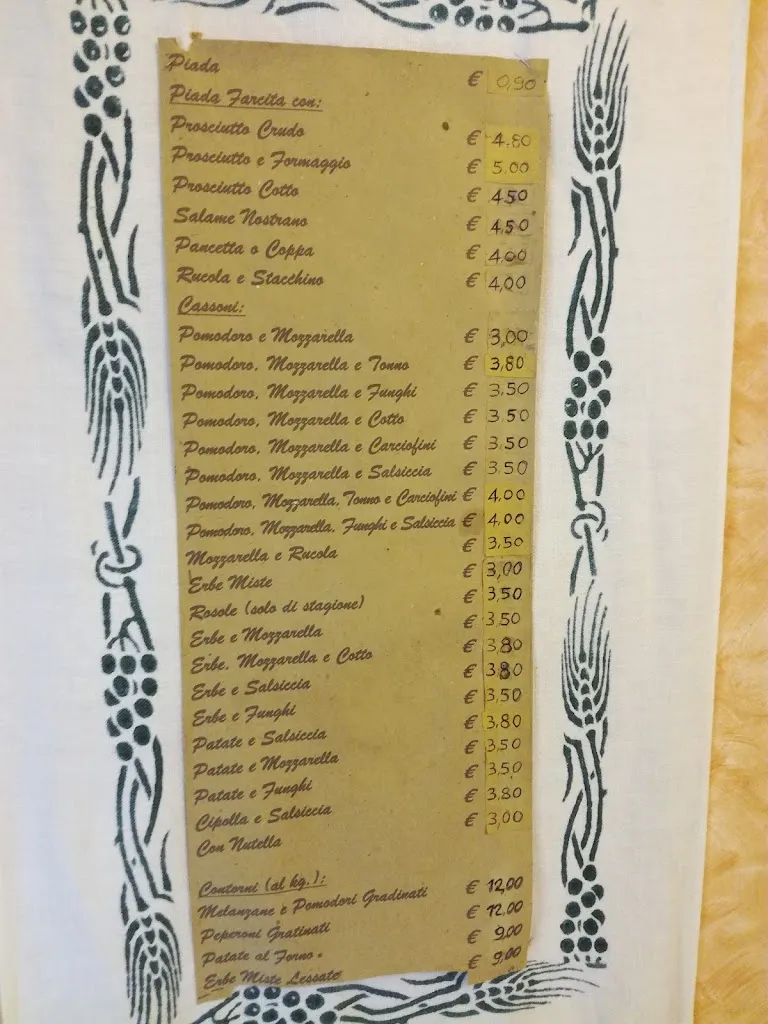 Piada € 0,90
Piada Farcita con:
Prosciutto Crudo € 4.80
Prosciutto e Formaggio € 5.00
Prosciutto Cotto € 4.50
Salame Nostrano € 4.50
Pancetta o Coppa € 4.00
Rucola e Stacchino € 4,00
Cassoni:
Pomodoro e Mozzarella € 3,00
Pomodoro, Mozzarella e Tonno € 3,80
Pomodoro, Mozzarella e Funghi € 3.50
Pomodoro, Mozzarella e Cotto € 3.50
Pomodoro, Mozzarella e Carciofini € 3.50
Pomodoro, Mozzarella e Salsiccia € 3.50
Pomodoro, Mozzarella, Tonno e Carciofini € 4,00
Pomodoro, Mozzarella, Funghi e Salsiccia € 4,00
Mozzarella e Rucola € 3.50
Erbe Miste € 3,00
Rosole (solo di stagione) € 3,50
Erbe e Mozzarella € 3.50
Erbe, Mozzarella e Cotto € 3,80
Erbe e Salsiccia € 3,80
Erbe e Funghi € 3,50
Patate e Salsiccia € 3,80
Patate e Mozzarella € 3,50
Patate e Funghi € 3,50
Cipolla e Salsiccia € 3,80
Con Nutella € 3,00
Contorni (al kg.):
Melanzane e Pomodori Gradinati € 12,00
Peperoni Gratinati € 12,00
Patate al Forno € 9,00
Erbe Miste Lessate € 9,00